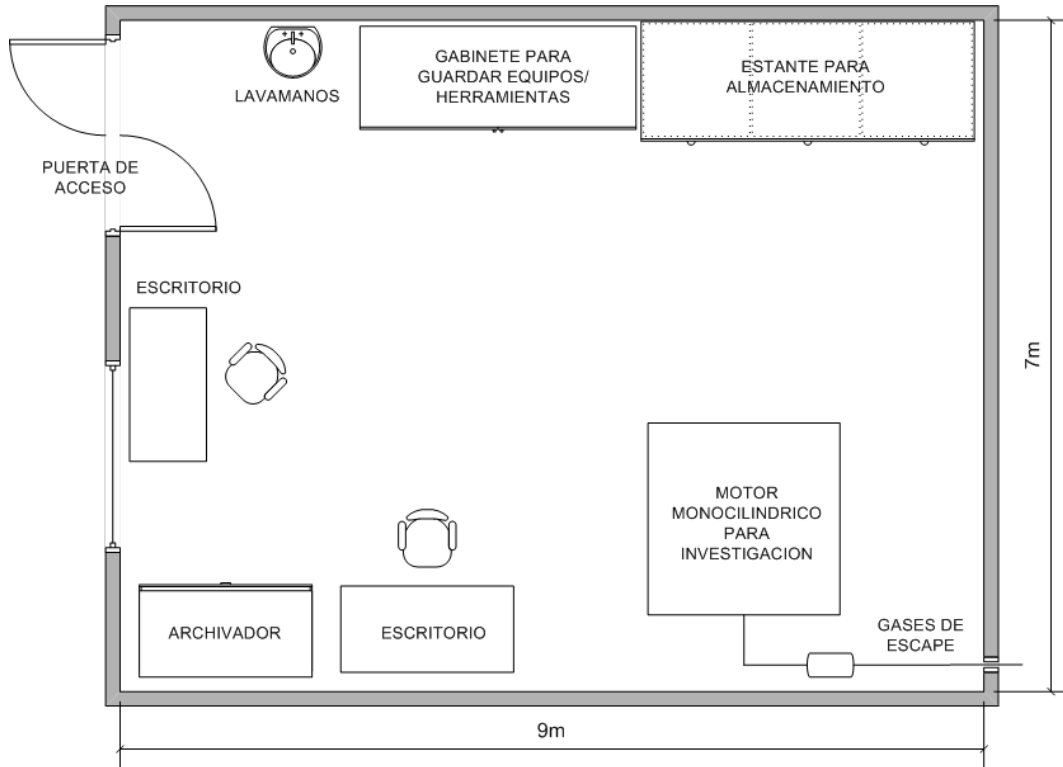 GABINETE PARA
GUARDAR EQUIPOS/
HERRAMIENTAS
ESTANTE PARA
ALMACENAMIENTO
LAVAMANOS
PUERTA DE
ACCESO
ESCRITORIO
7m
MOTOR
MONOCILINDRICO
PARA
INVESTIGACION
ARCHIVADOR
ESCRITORIO
GASES DE
ESCAPE
9m